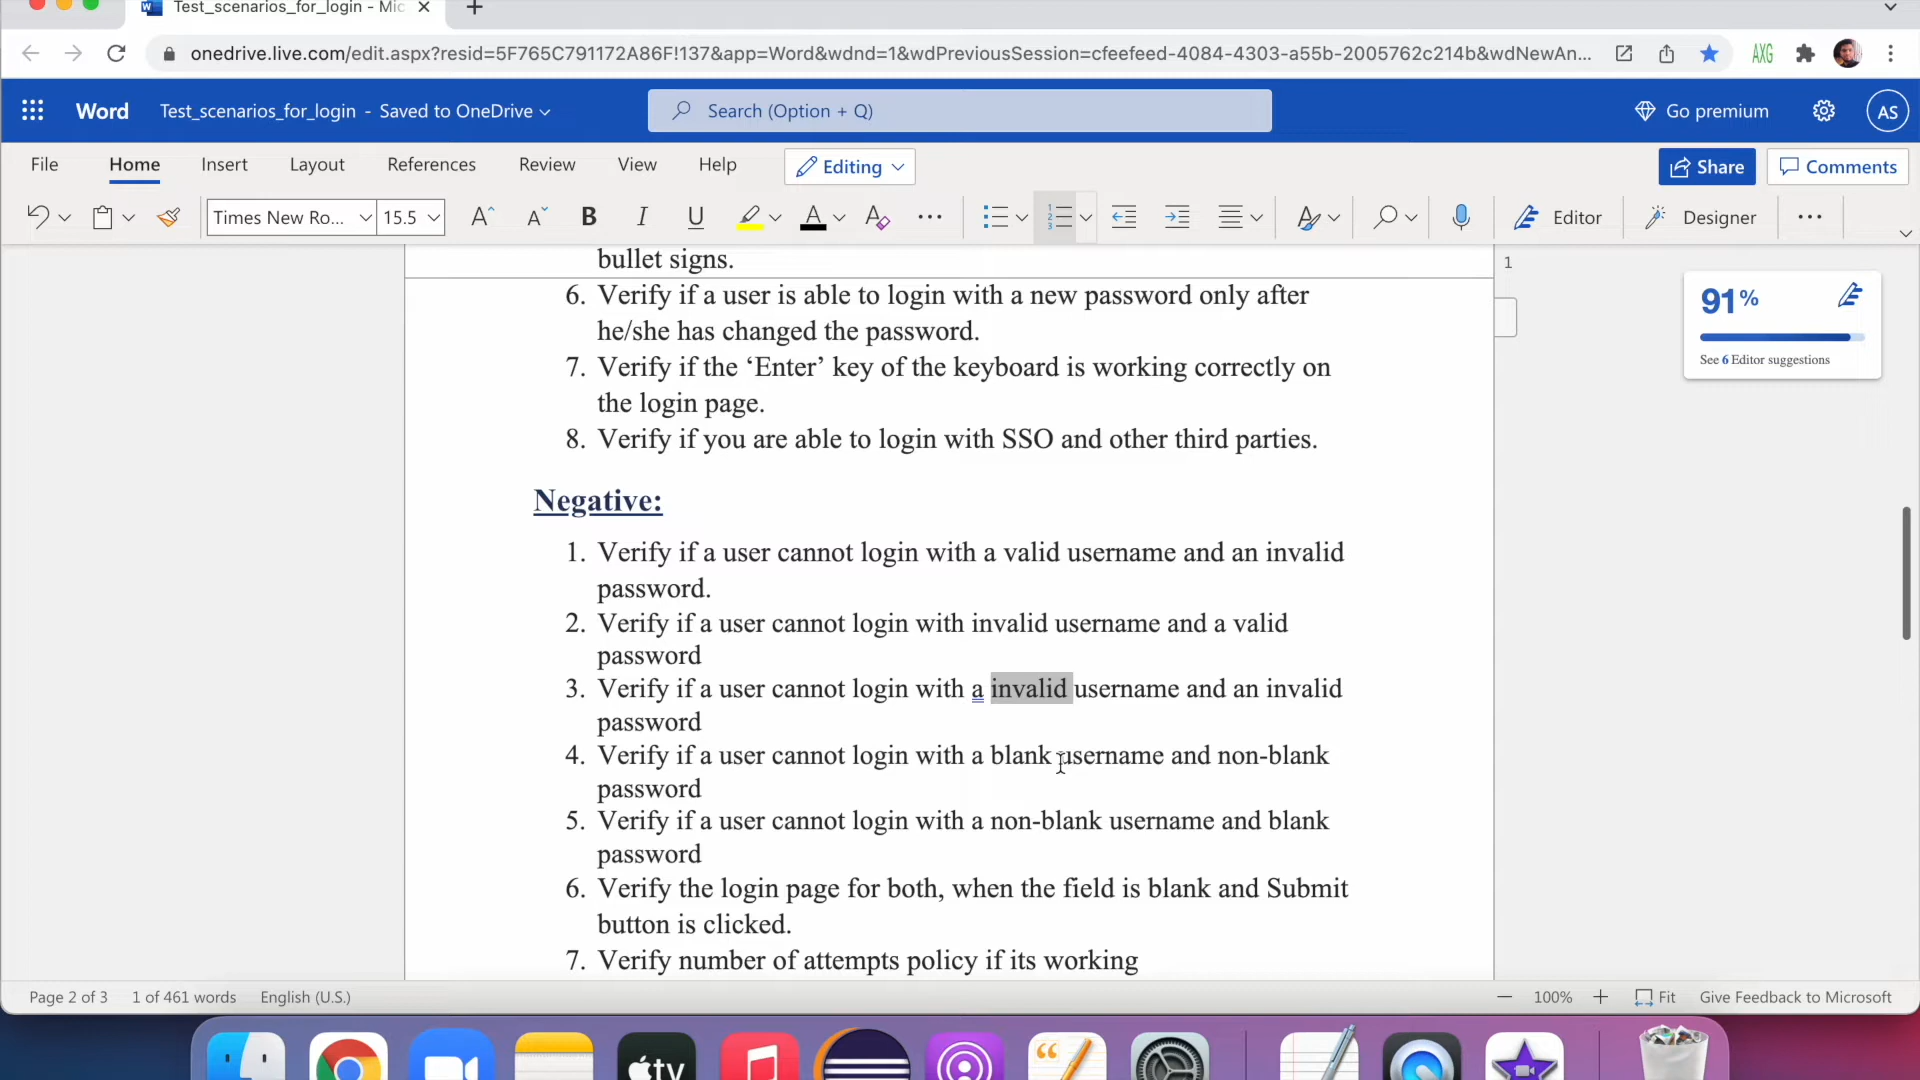 Test_scenarios_for_login - Mic
onedrive.live.com/edit.aspx?resid=5F765C791172A86F!137&app=Word&wdnd=1&wdPreviousSession=cfeefeed-4084-4303-a55b-2005762c214b&wdNewAn...
AXG
Word
Test_scenarios_for_login - Saved to OneDrive
Search (Option + Q)
Go premium
AS
File
Home
Insert
Layout
References
Review
View
Help
Editing
Share
Comments
Times New Ro...
15.5
Editor
Designer
bullet signs.
6. Verify if a user is able to login with a new password only after
he/she has changed the password.
7. Verify if the ‘Enter’ key of the keyboard is working correctly on
the login page.
8. Verify if you are able to login with SSO and other third parties.
Negative:
1. Verify if a user cannot login with a valid username and an invalid
password.
2. Verify if a user cannot login with invalid username and a valid
password
3. Verify if a user cannot login with a invalid username and an invalid
password
4. Verify if a user cannot login with a blank username and non-blank
password
5. Verify if a user cannot login with a non-blank username and blank
password
6. Verify the login page for both, when the field is blank and Submit
button is clicked.
7. Verify number of attempts policy if its working
1
91%
See 6 Editor suggestions
Page 2 of 3
1 of 461 words
English (U.S.)
100%
Fit
Give Feedback to Microsoft
tv